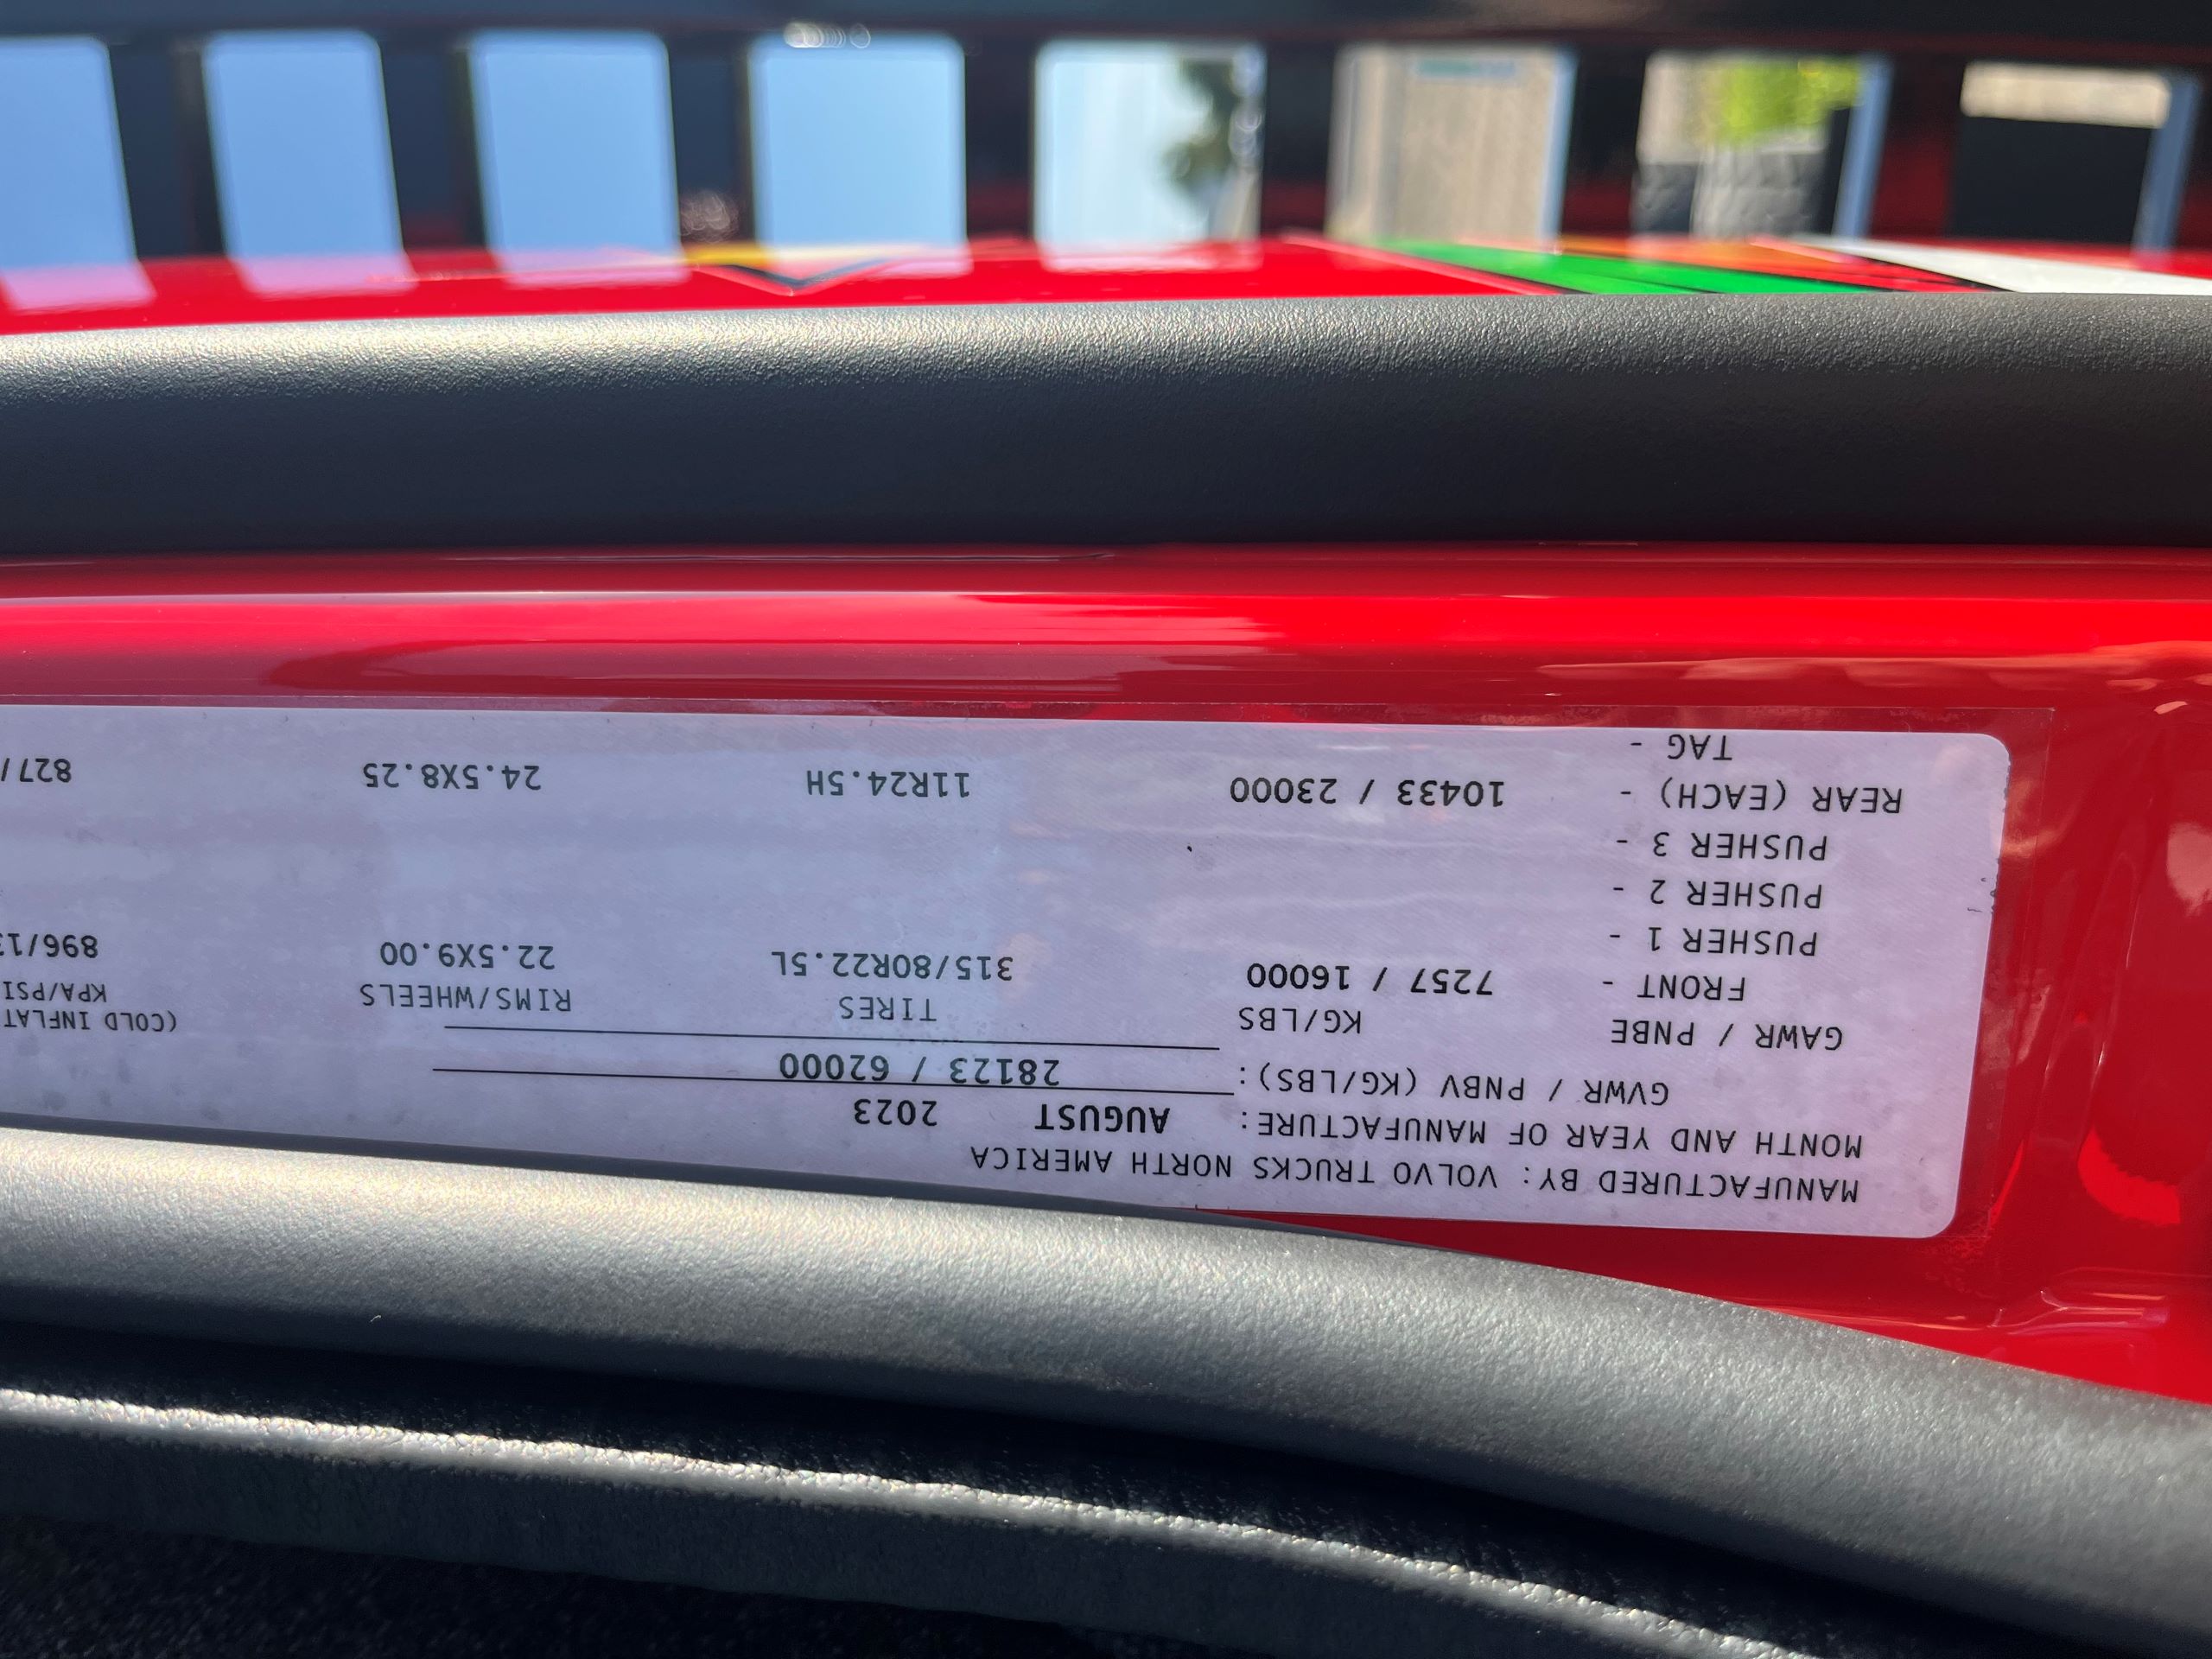 MANUFACTURED BY: VOLVO TRUCKS NORTH AMERICA
MONTH AND YEAR OF MANUFACTURE: AUGUST 2023
GVWR / PNBV (KG/LBS): 28123 / 62000
GAWR / PNBE KG/LBS TIRES RIMS/WHEELS (COLD INFLAT
KPA/PSI
FRONT - 7257 / 16000 315/80R22.5L 22.5X9.00 896/13
PUSHER 1 -
PUSHER 2 -
PUSHER 3 -
REAR (EACH) - 10433 / 23000 11R24.5H 24.5X8.25 827/
TAG -